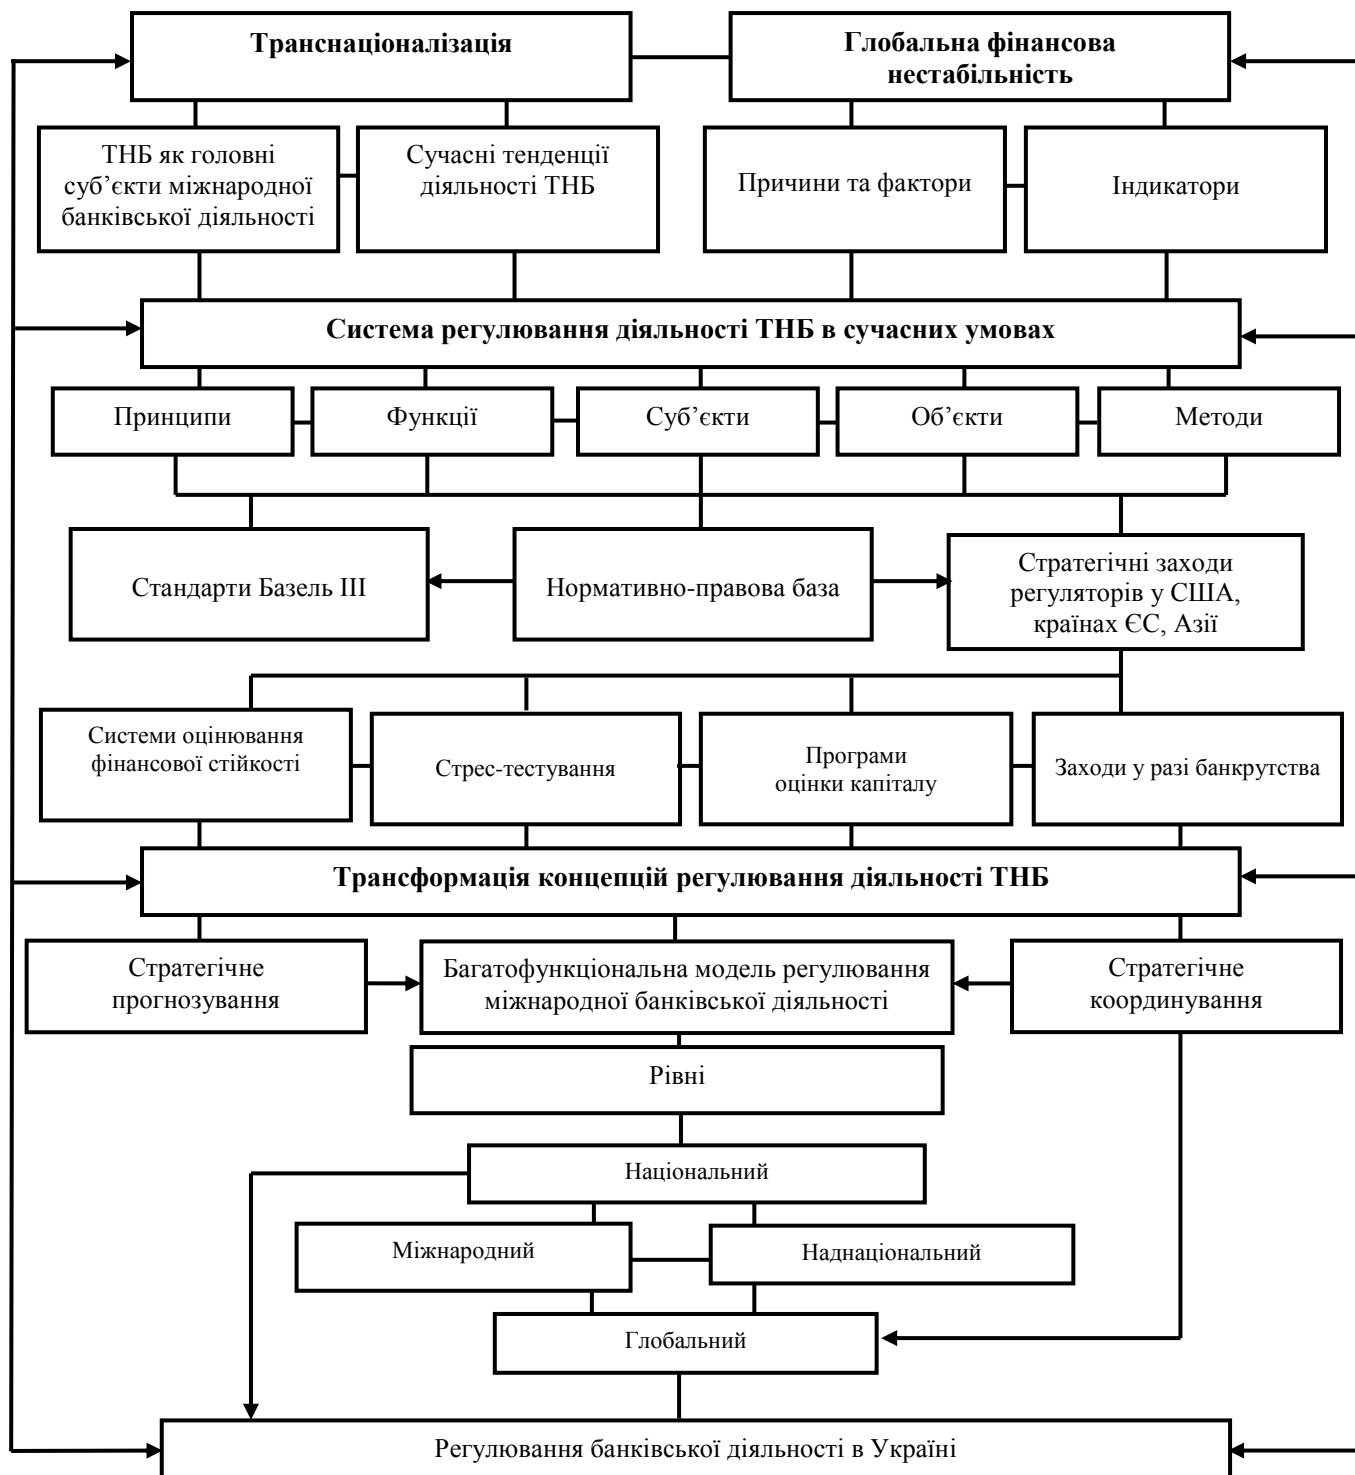 Транснаціоналізація
Глобальна фінансова
нестабільність
ТНБ як головні
суб’єкти міжнародної
банківської діяльності
Сучасні тенденції
діяльності ТНБ
Причини та фактори
Індикатори
Система регулювання діяльності ТНБ в сучасних умовах
Принципи
Функції
Суб’єкти
Об’єкти
Методи
Стандарти Базель ІІІ
Нормативно-правова база
Стратегічні заходи
регуляторів у США,
країнах ЄС, Азії
Системи оцінювання
фінансової стійкості
Стрес-тестування
Програми
оцінки капіталу
Заходи у разі банкрутства
Трансформація концепцій регулювання діяльності ТНБ
Стратегічне
прогнозування
Багатофункціональна модель регулювання
міжнародної банківської діяльності
Стратегічне
координування
Рівні
Національний
Міжнародний
Наднаціональний
Глобальний
Регулювання банківської діяльності в Україні